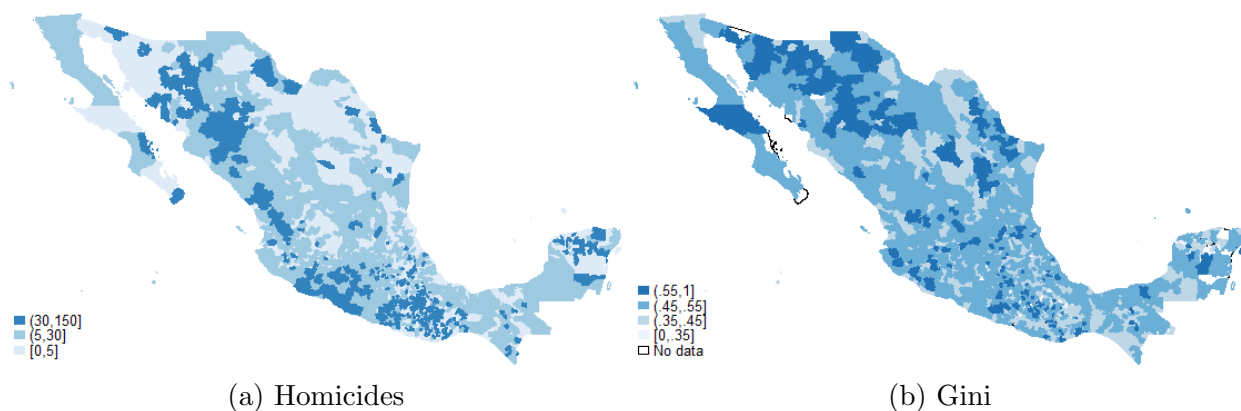 (30,150]
(5,30]
[0,5]
(a) Homicides
(.55,1]
(.45,.55]
(.35,.45]
[0,.35]
No data
(b) Gini